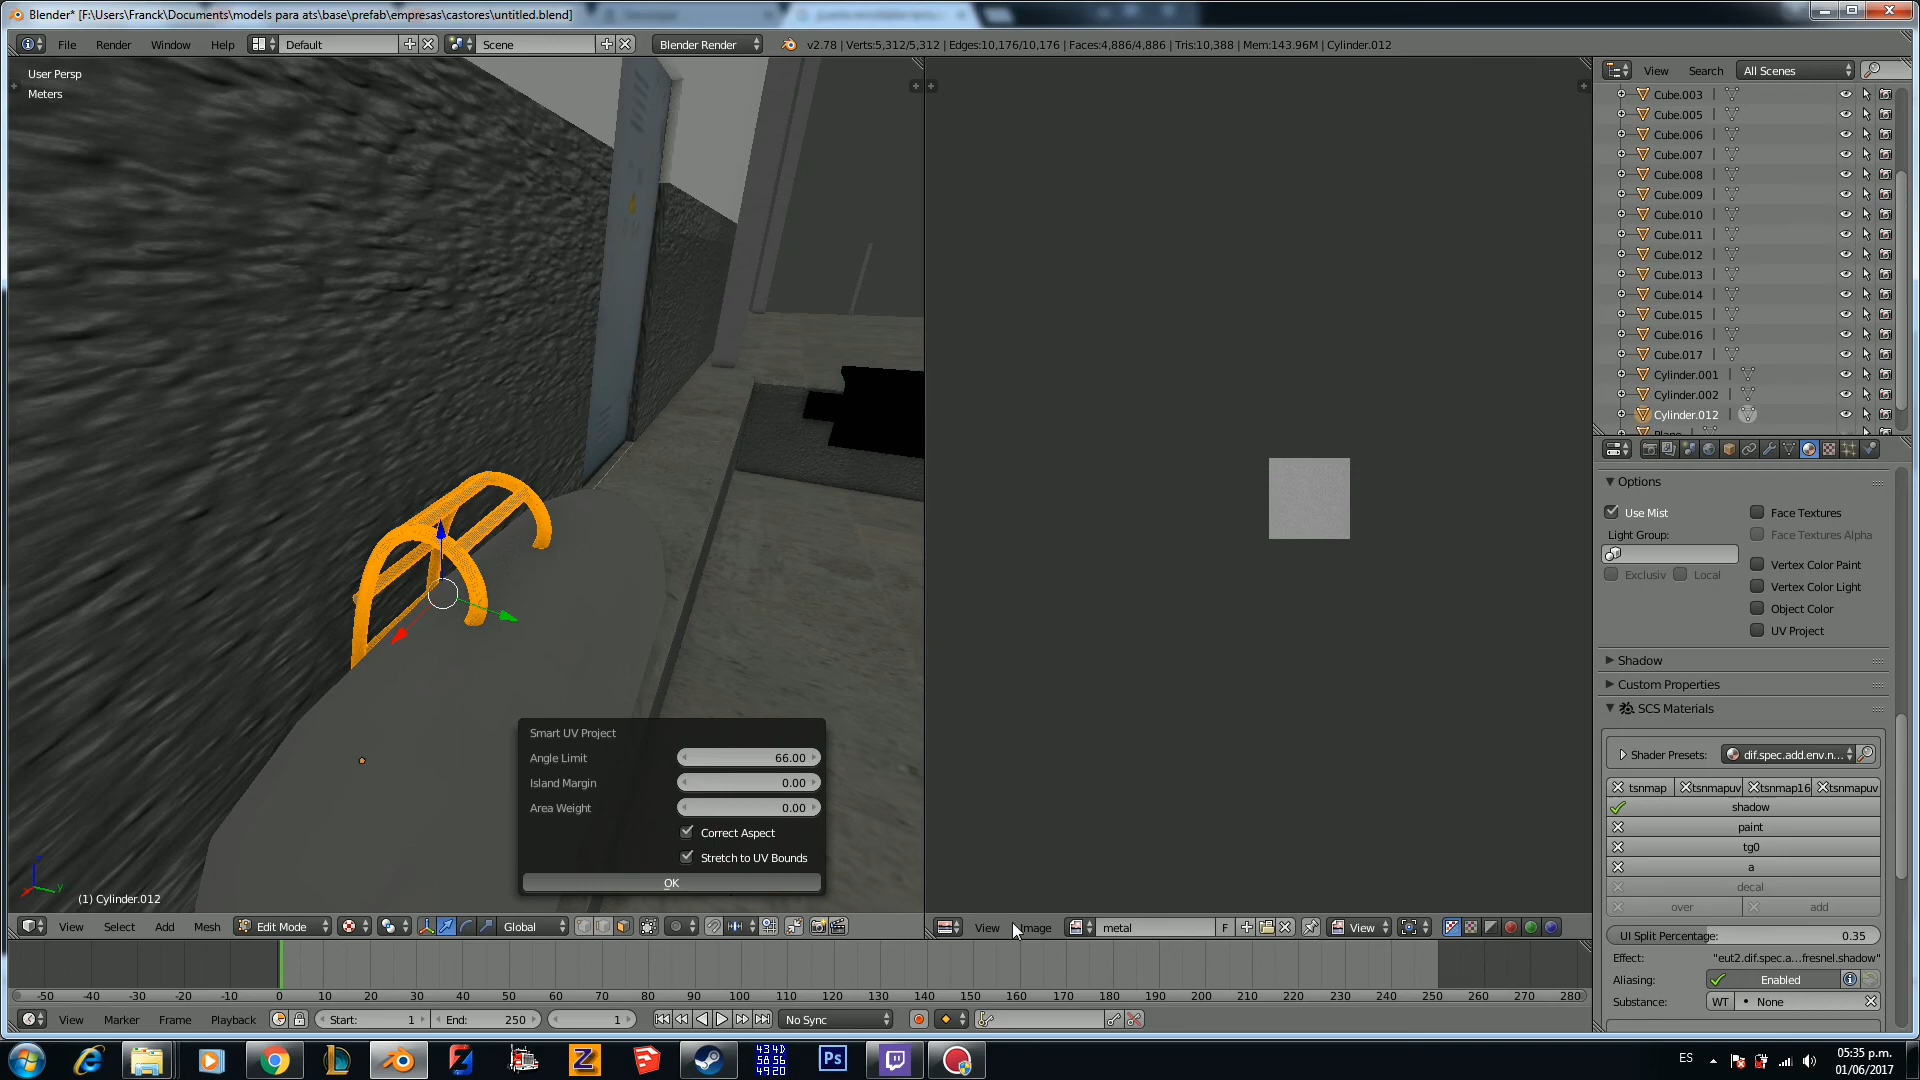 Blender* [F:\Users\Franck\Documents\models para ats\base\prefab\empresas\castores\untitled.blend]
File Render Window Help Default Scene Blender Render v2.78 | Verts:5,312/5,312 | Edges:10,176/10,176 | Faces:4,886/4,886 | Tris:10,388 | Mem:143.96M | Cylinder.012
User Persp
Meters
View Search All Scenes
Cube.003
Cube.005
Cube.006
Cube.007
Cube.008
Cube.009
Cube.010
Cube.011
Cube.012
Cube.013
Cube.014
Cube.015
Cube.016
Cube.017
Cylinder.001
Cylinder.002
Cylinder.012
Options
Use Mist
Face Textures
Light Group:
Face Textures Alpha
Vertex Color Paint
Exclusiv Local
Vertex Color Light
Object Color
UV Project
Shadow
Custom Properties
SCS Materials
Shader Presets: dif.spec.add.env.n...
tsnmap tsnmapuv tsnmap16 tsnmapuv
shadow
paint
tg0
a
decal
over add
UI Split Percentage: 0.35
Effect: "eut2.dif.spec.a...fresnel.shadow"
Aliasing: Enabled
Substance: WT None
Smart UV Project
Angle Limit 66.00
Island Margin 0.00
Area Weight 0.00
Correct Aspect
Stretch to UV Bounds
OK
z
y
(1) Cylinder.012
View Select Add Mesh Edit Mode Global
View Image metal F View
-50 -40 -30 -20 -10 0 10 20 30 40 50 60 70 80 90 100 110 120 130 140 150 160 170 180 190 200 210 220 230 240 250 260 270 280
View Marker Frame Playback Start: 1 End: 250 1 No Sync
434D
5856
4920
Ps
ES
05:35 p.m.
01/06/2017